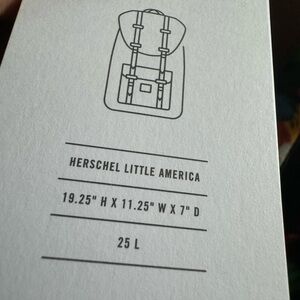 HERSCHEL LITTLE AMERICA
19.25" H X 11.25" W X 7" D
25 L